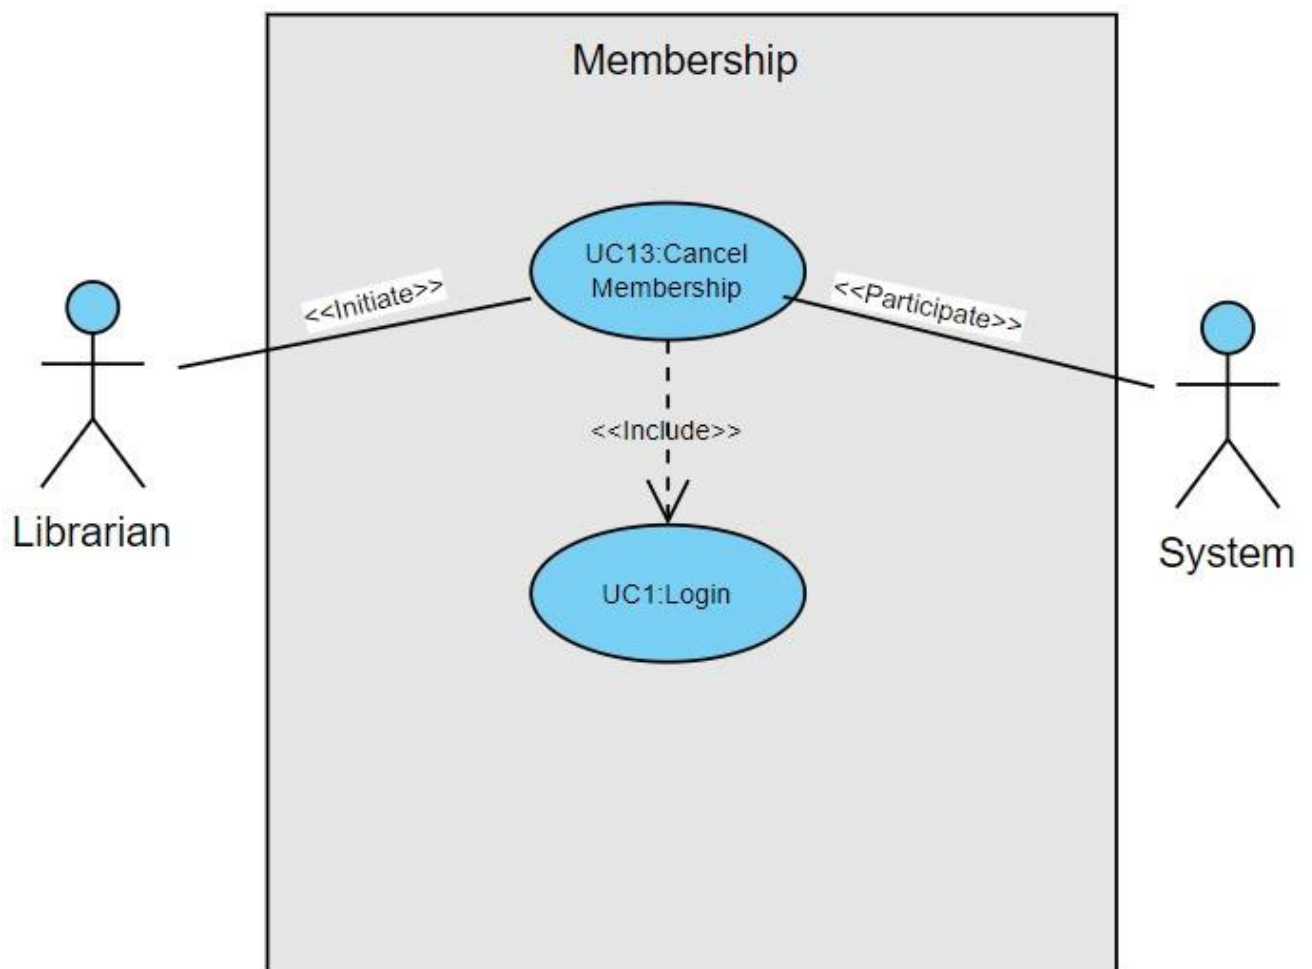 Membership
UC13:Cancel
Membership
<<Initiate>>
<<Participate>>
<<Include>>
Librarian
System
UC1:Login